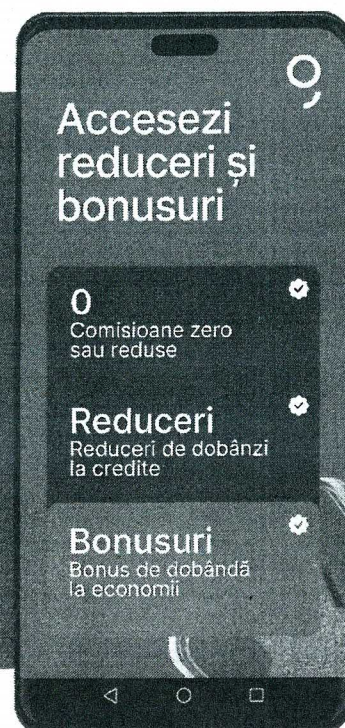 Accesezi
reduceri și
bonusuri
0
Comisioane zero
sau reduse
Reduceri
Reduceri de dobânzi
la credite
Bonusuri
Bonus de dobândă
la economii